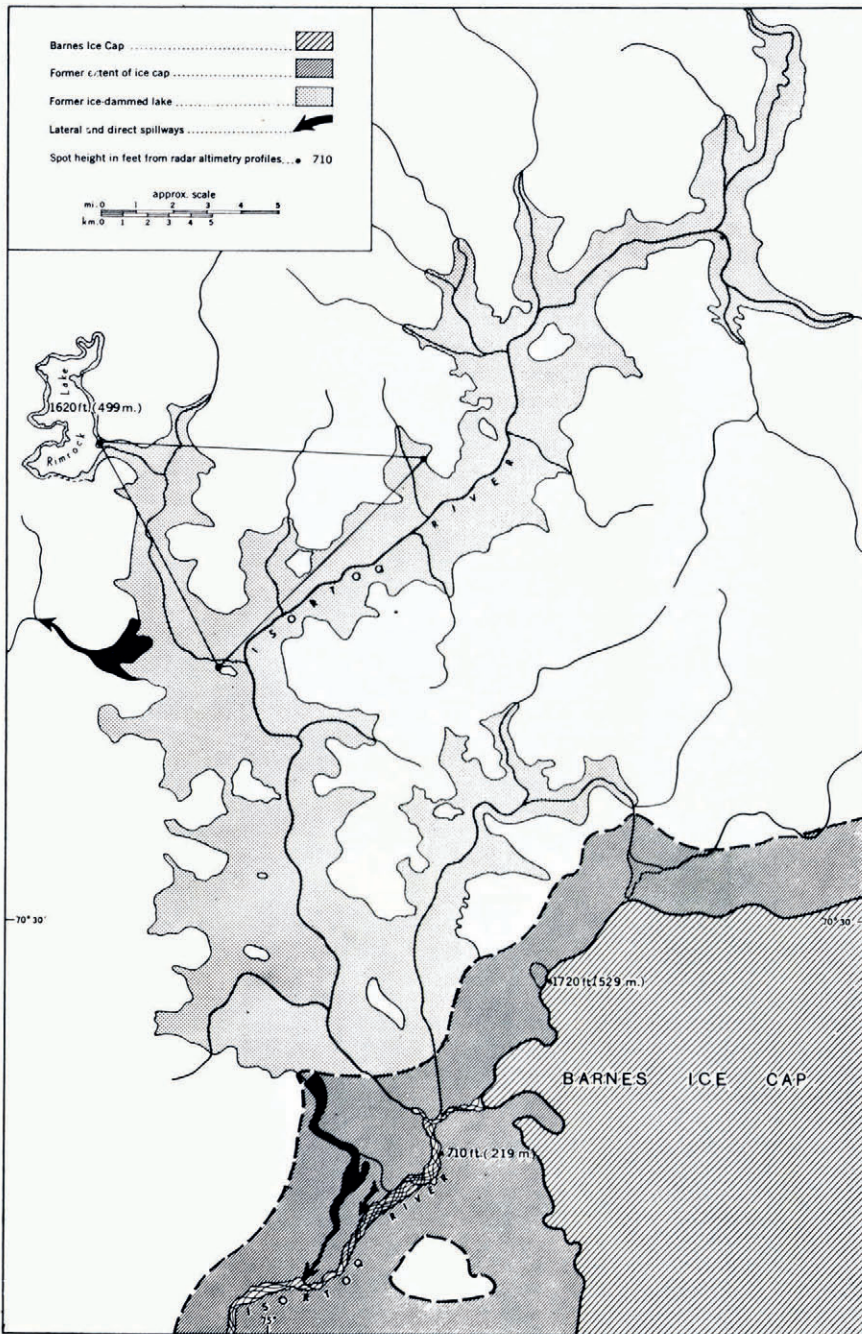 Barnes Ice Cap
Former extent of ice cap
Former ice-dammed lake
Lateral and direct spillways
Spot height in feet from radar altimetry profiles... • 710
approx. scale
mi. 0 1 2 3 4 5
km. 0 1 2 3 4 5
Rimrock Lake
1620 ft. (499 m.)
ISORTOQ RIVER
70° 30'
70° 30'
1720 ft. (529 m.)
BARNES ICE CAP
710 ft. (219 m.)
ISORTOQ RIVER
75°